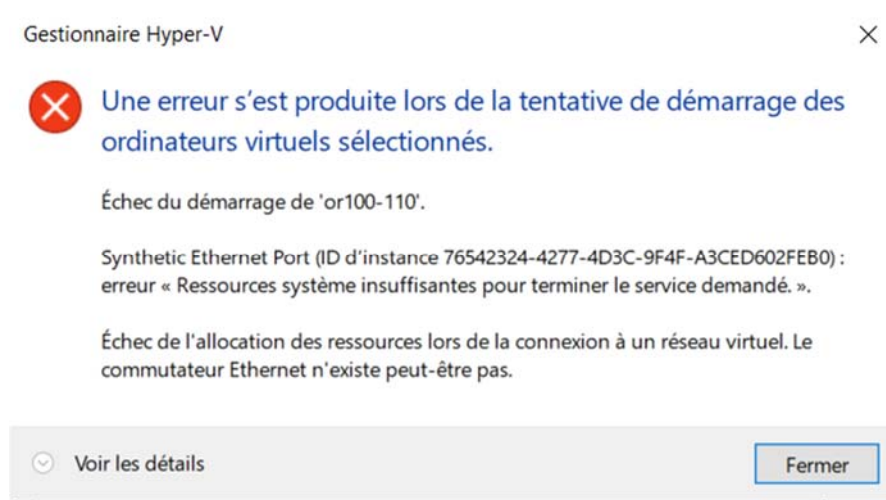 Gestionnaire Hyper-V
Une erreur s’est produite lors de la tentative de démarrage des
ordinateurs virtuels sélectionnés.
Échec du démarrage de 'or100-110'.
Synthetic Ethernet Port (ID d’instance 76542324-4277-4D3C-9F4F-A3CED602FEB0) :
erreur « Ressources système insuffisantes pour terminer le service demandé. ».
Échec de l'allocation des ressources lors de la connexion à un réseau virtuel. Le
commutateur Ethernet n'existe peut-être pas.
Voir les détails
Fermer